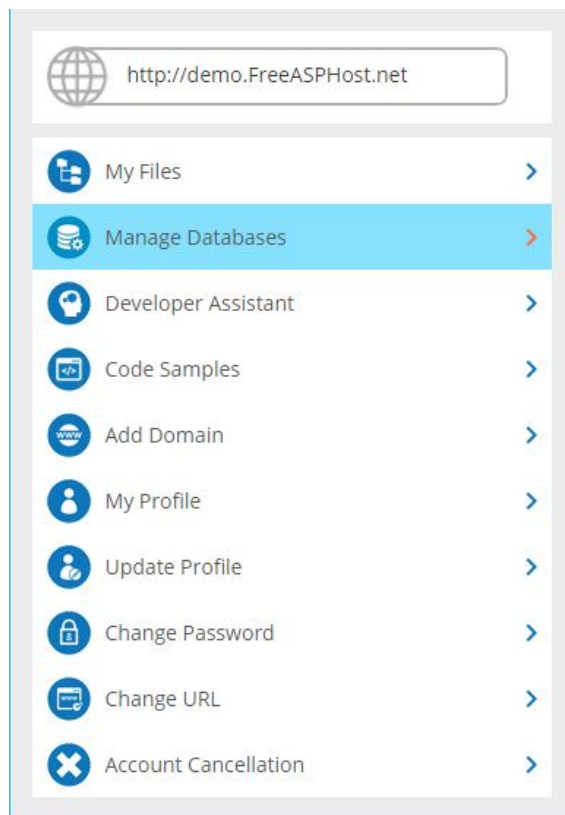 http://demo.FreeASPHost.net
My Files
Manage Databases
Developer Assistant
Code Samples
Add Domain
My Profile
Update Profile
Change Password
Change URL
Account Cancellation